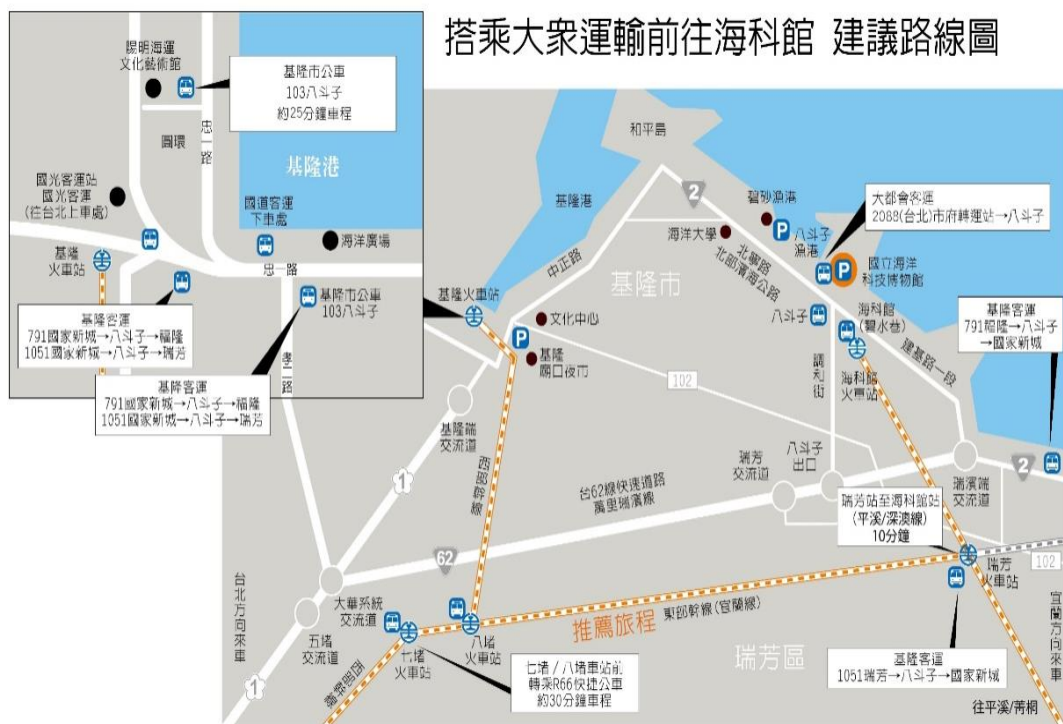 搭乘大眾運輸前往海科館 建議路線圖
陽明海運
文化藝術館
基隆市公車
103八斗子
約25分鐘車程
圓環
忠一路
基隆港
國光客運站
國光客運
(往台北上車處)
國道客運
下車處
海洋廣場
基隆
火車站
忠一路
基隆市公車
103八斗子
孝二路
基隆客運
791國家新城→八斗子→福隆
1051國家新城→八斗子→瑞芳
基隆客運
791國家新城→八斗子→福隆
1051國家新城→八斗子→瑞芳
和平島
基隆港
2
碧砂漁港
P
八斗子
漁港
海洋大學
北寧路
北部濱海公路
大都會客運
2088(台北)市府轉運站→八斗子
P
國立海洋
科技博物館
中正路
基隆市
基隆火車站
文化中心
P
基隆
廟口夜市
八斗子
海科館
(碧水巷)
基隆客運
791福隆→八斗子
→國家新城
建基路一段
調和街
海科館
火車站
102
基隆端
交流道
1
西部幹線
瑞芳
交流道
八斗子
出口
台62線快速道路
萬里瑞濱線
瑞濱端
交流道
2
瑞芳站至海科館站
(平溪/深澳線)
10分鐘
62
瑞芳
火車站
102
台北方向來車
大華系統
交流道
五堵
交流道
七堵
火車站
八堵
火車站
推薦旅程
東部幹線(宜蘭線)
西部幹線
1
七堵/八堵車站前
轉乘R66快捷公車
約30分鐘車程
瑞芳區
基隆客運
1051瑞芳→八斗子→國家新城
宜蘭方向來車
往平溪/菁桐